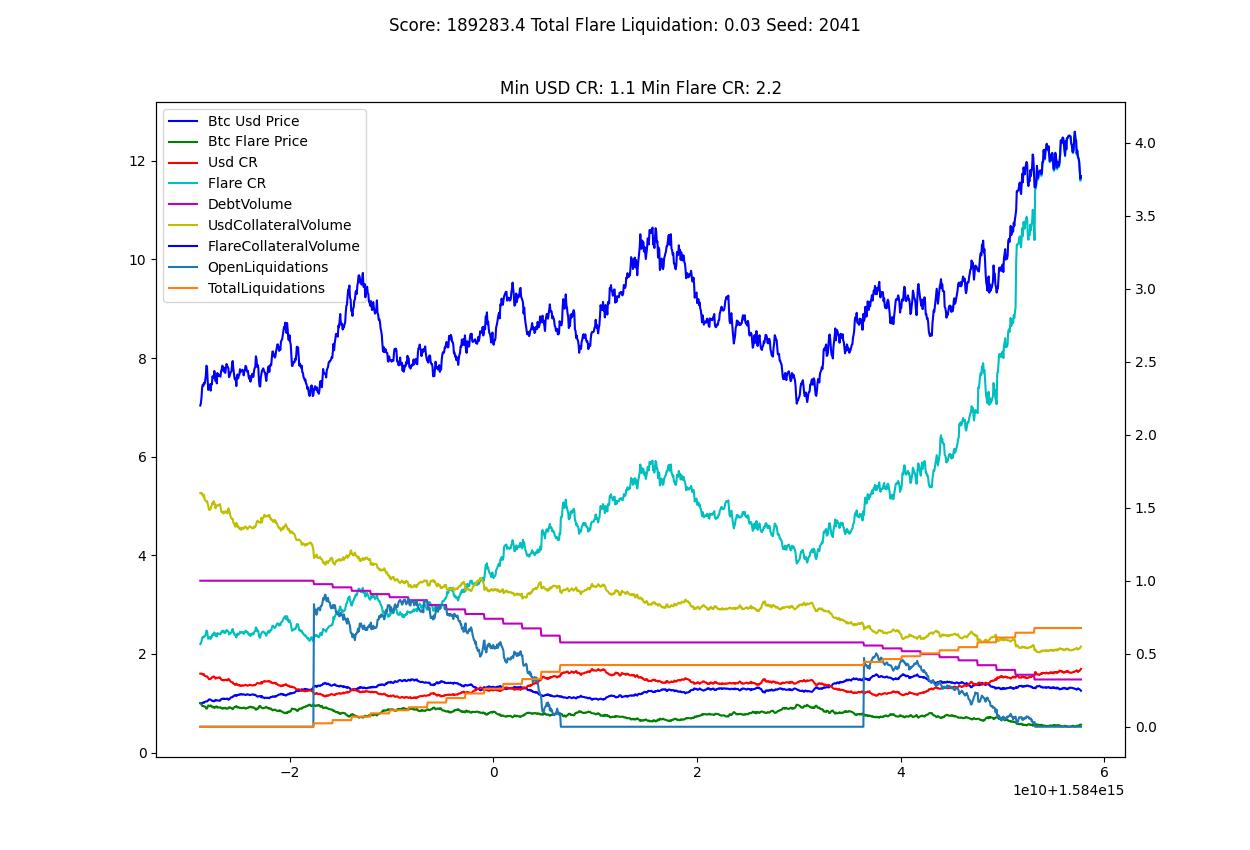 Score: 189283.4 Total Flare Liquidation: 0.03 Seed: 2041
Min USD CR: 1.1 Min Flare CR: 2.2
Btc Usd Price
Btc Flare Price
Usd CR
Flare CR
DebtVolume
UsdCollateralVolume
FlareCollateralVolume
OpenLiquidations
TotalLiquidations
12
10
8
6
4
2
0
4.0
3.5
3.0
2.5
2.0
1.5
1.0
0.5
0.0
−2
0
2
4
6
1e10+1.584e15